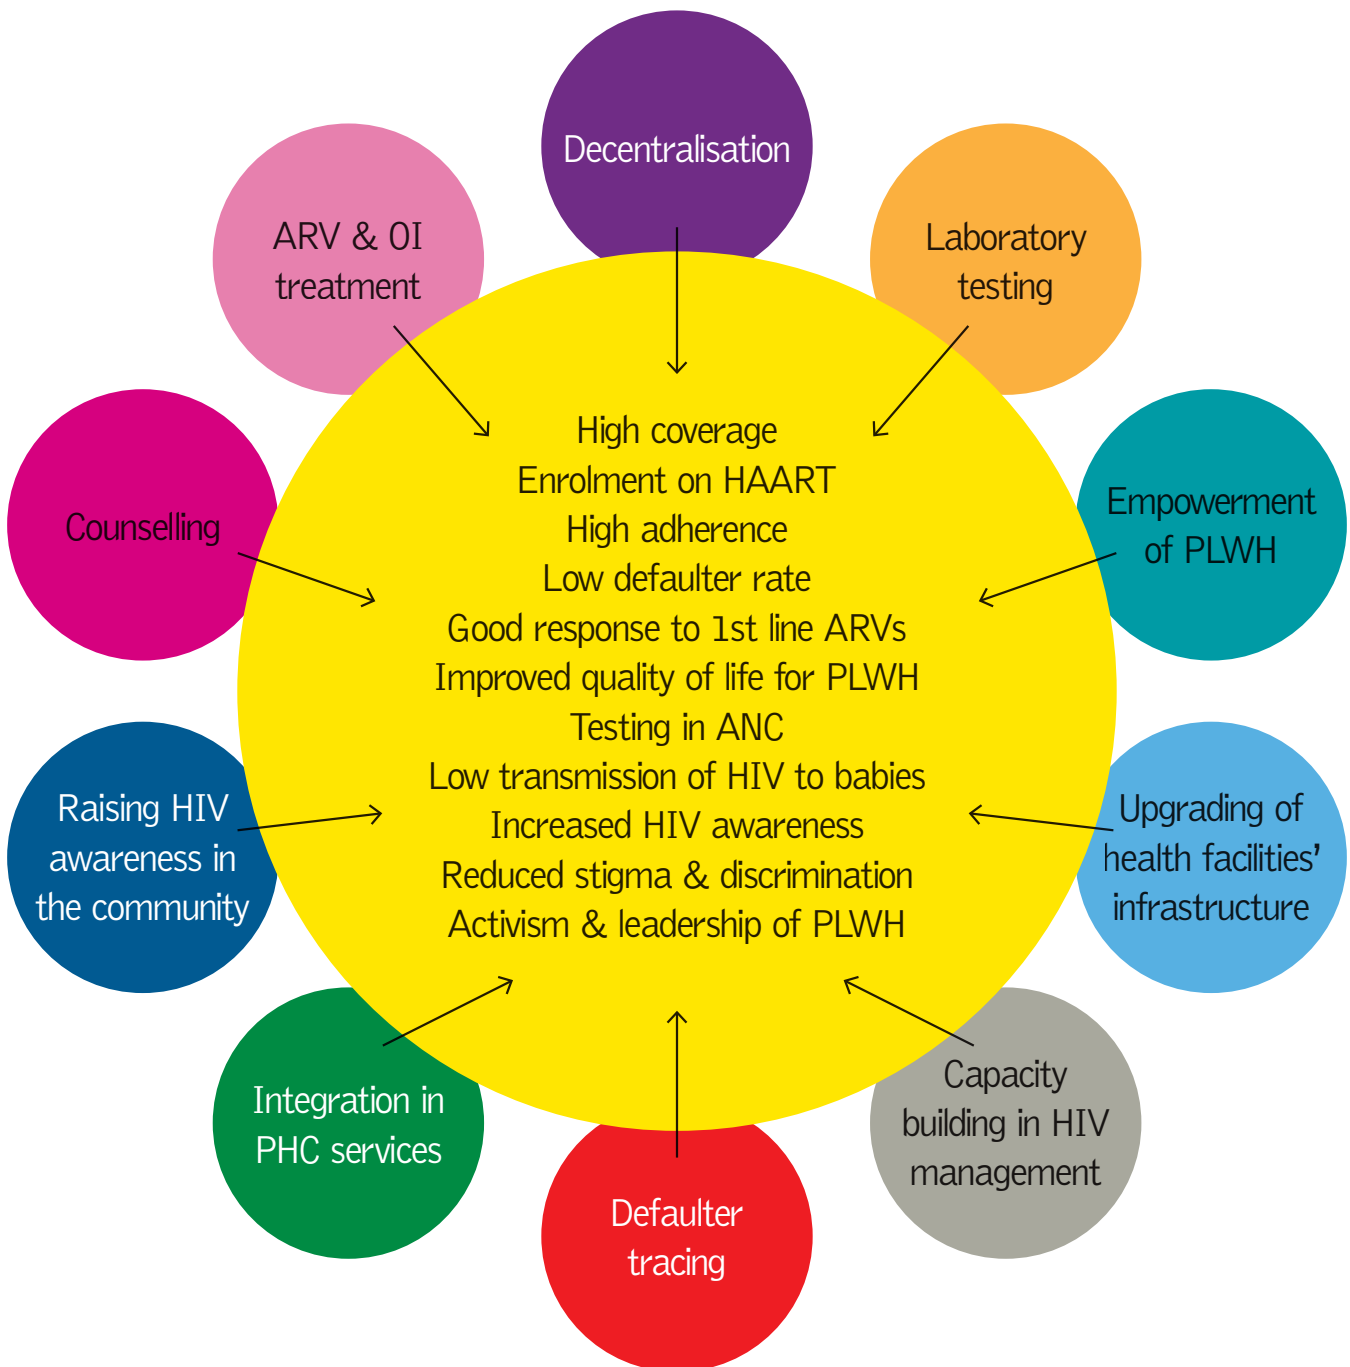 Decentralisation
ARV & OI
treatment
Laboratory
testing
Counselling
Empowerment
of PLWH
High coverage
Enrolment on HAART
High adherence
Low defaulter rate
Good response to 1st line ARVs
Improved quality of life for PLWH
Testing in ANC
Low transmission of HIV to babies
Increased HIV awareness
Reduced stigma & discrimination
Activism & leadership of PLWH
Raising HIV
awareness in
the community
Upgrading of
health facilities’
infrastructure
Integration in
PHC services
Capacity
building in HIV
management
Defaulter
tracing